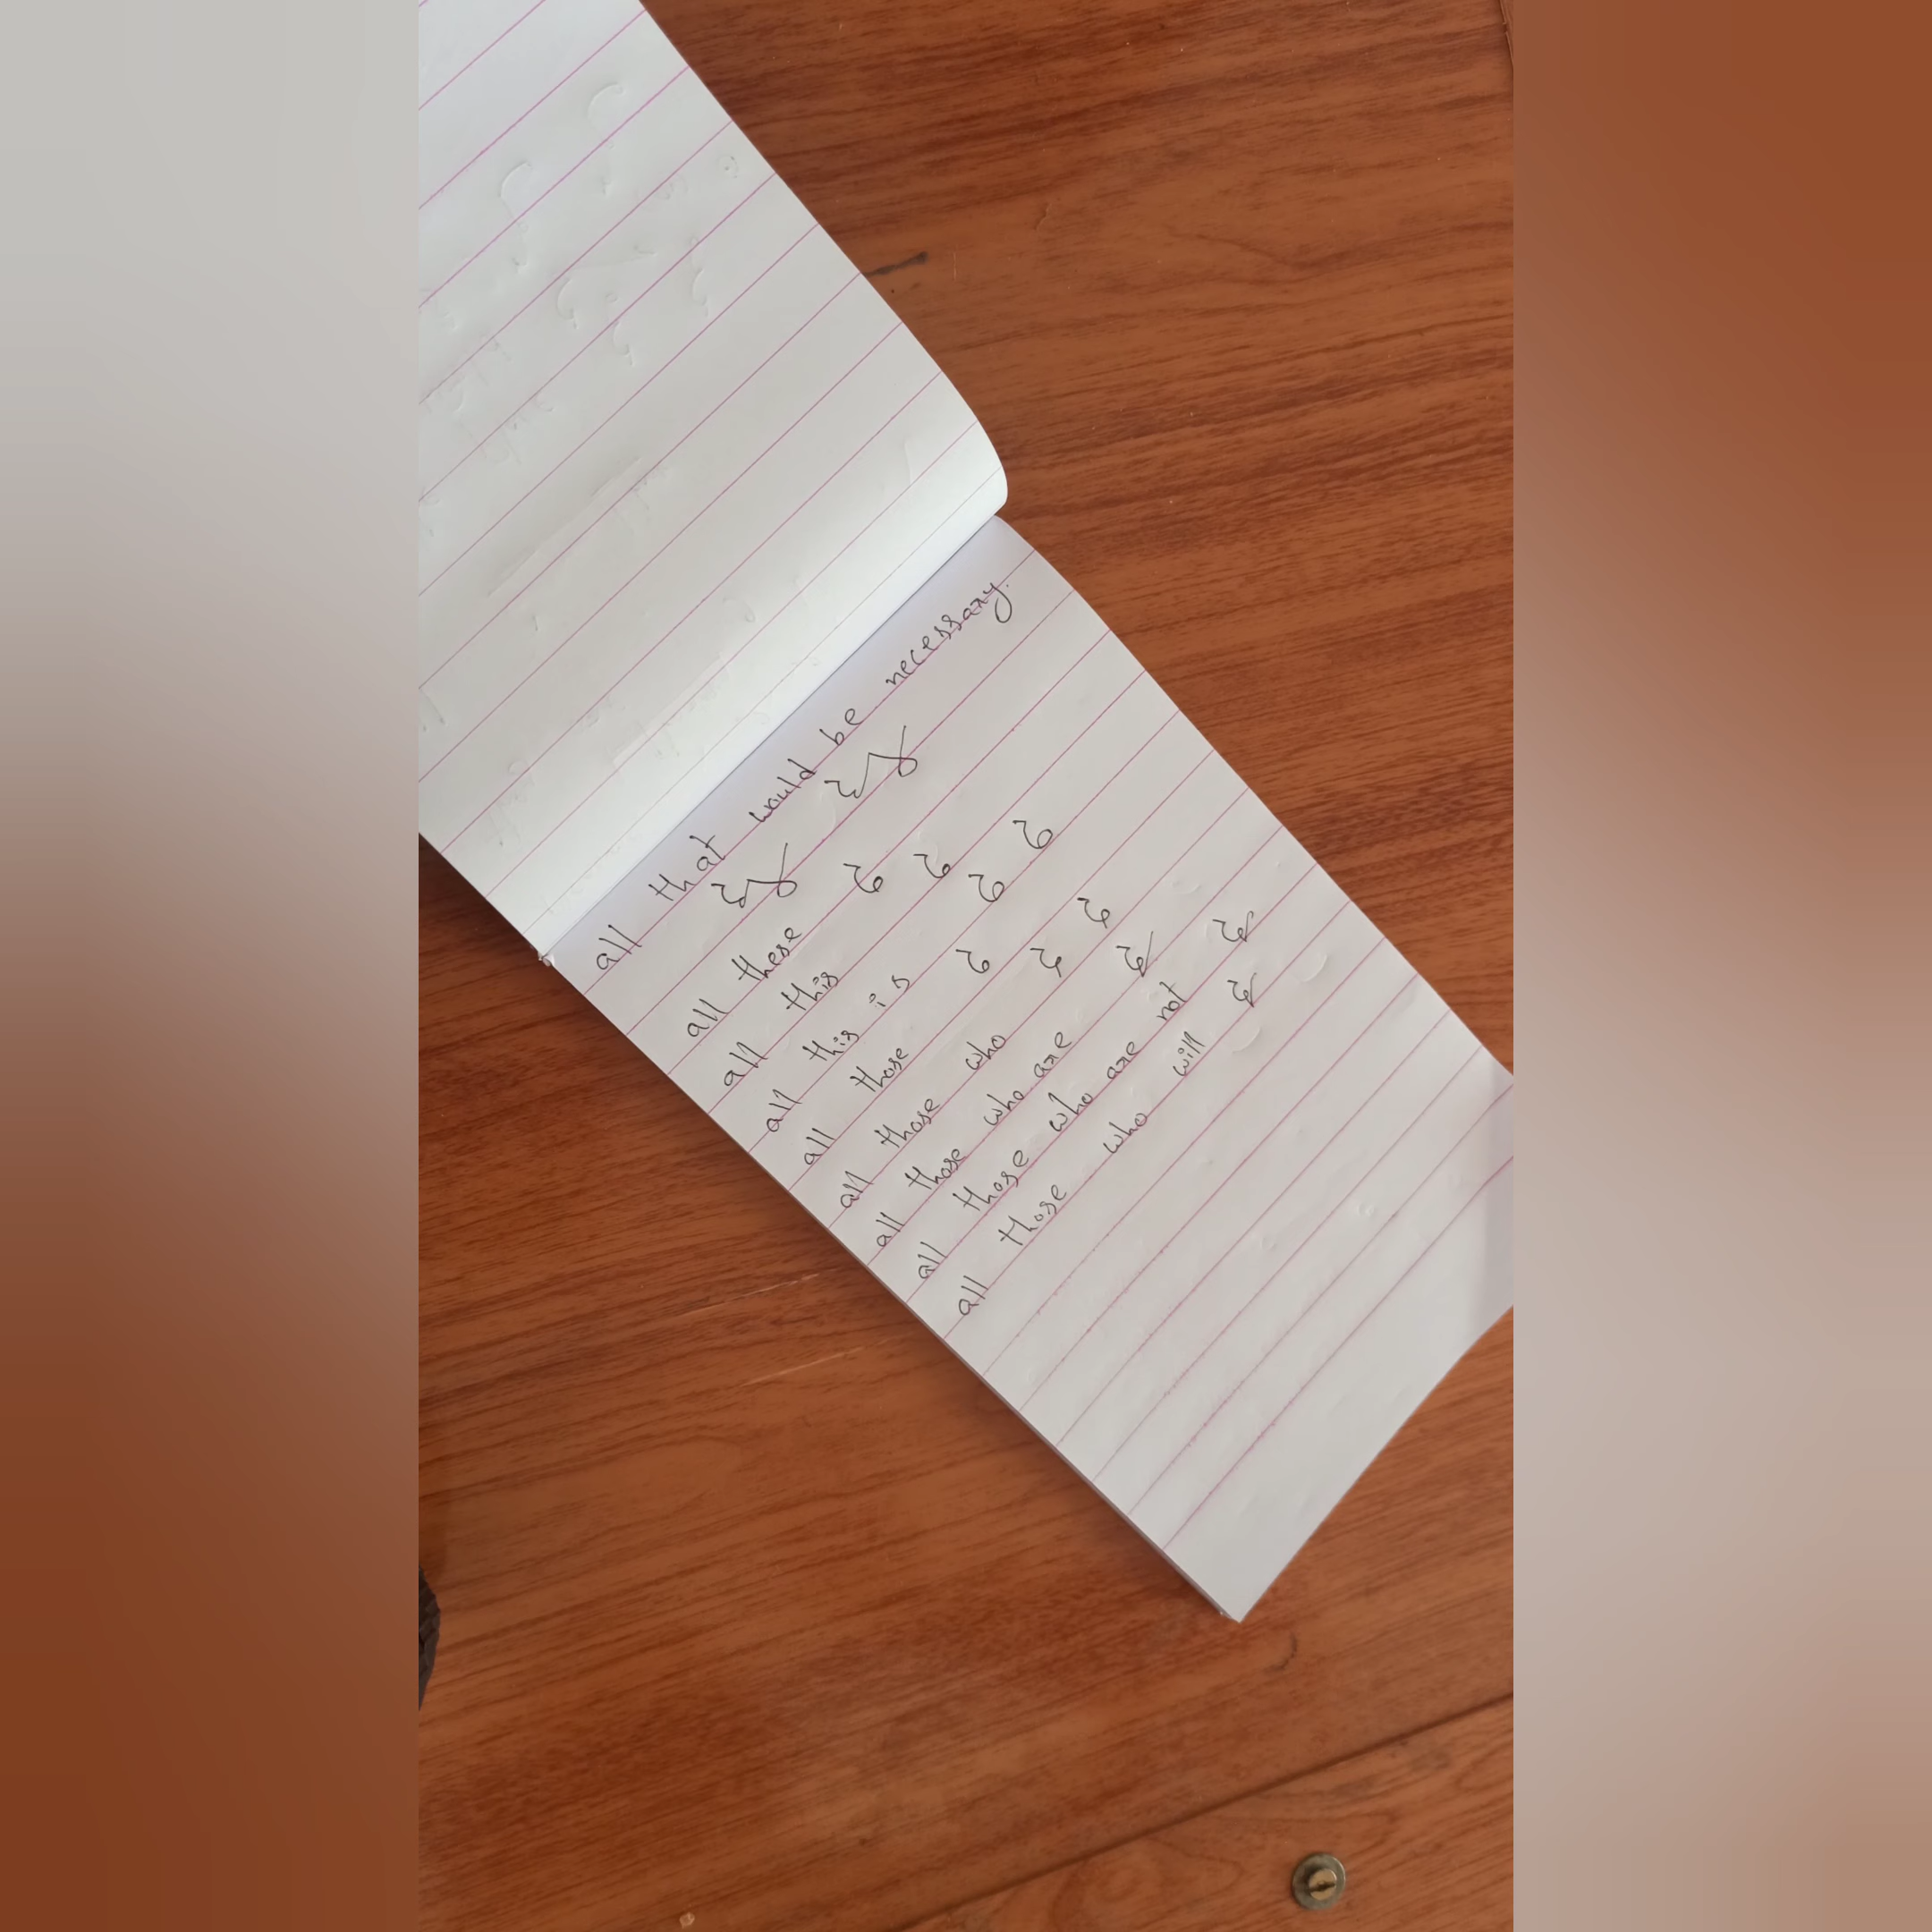 all that would be necessary.
all these
all this
all this is
all those
all those who
all those who are
all those who are not
all those who will